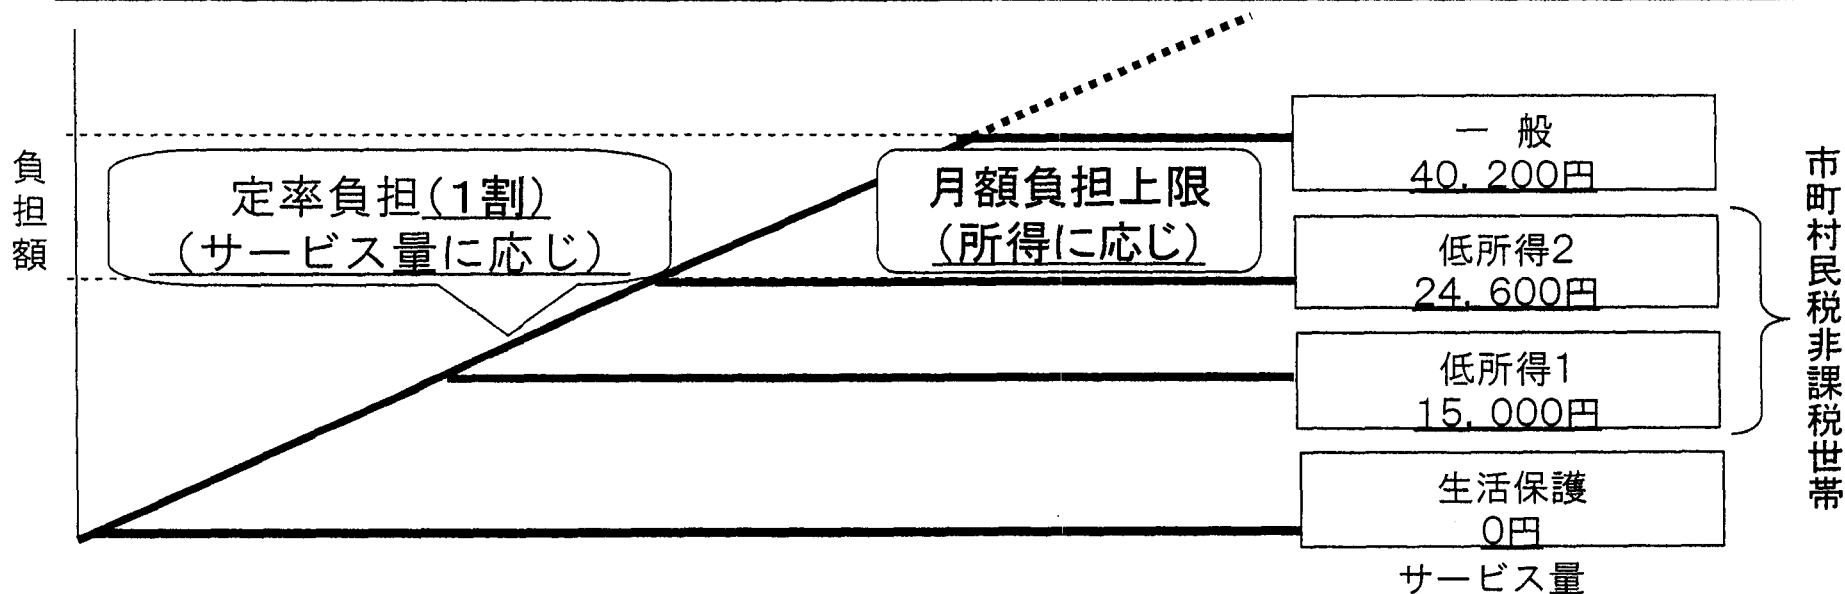 負担額
定率負担(1割)
(サービス量に応じ)
月額負担上限
(所得に応じ)
一 般
40,200円
低所得2
24,600円
低所得1
15,000円
生活保護
0円
市町村民税非課税世帯
サービス量